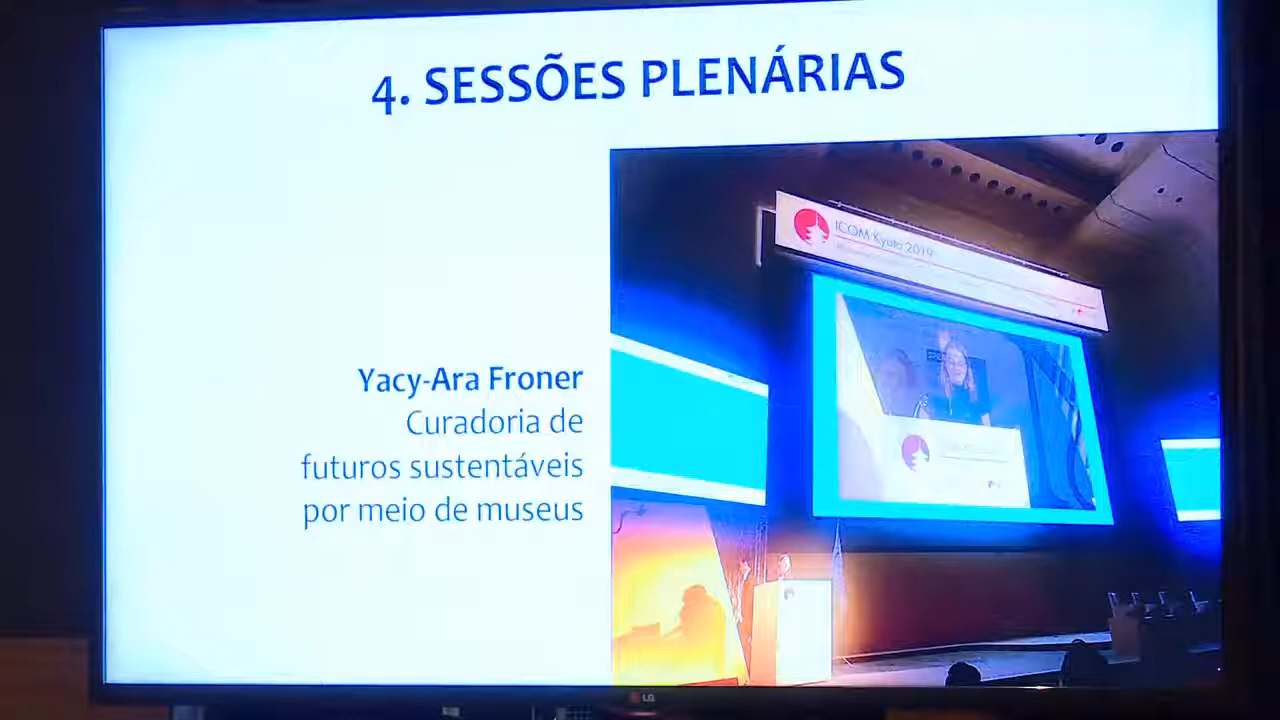 4. SESSÕES PLENÁRIAS
ICOM Kyoto 2019
Yacy-Ara Froner
Curadoria de
futuros sustentáveis
por meio de museus
LG